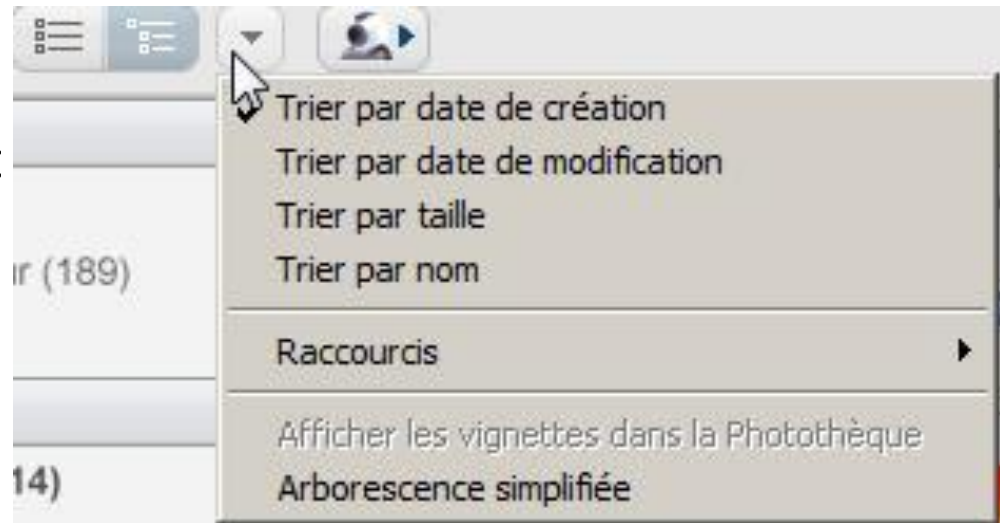 Trier par date de création
Trier par date de modification
Trier par taille
r (189)
Trier par nom
Raccourcis
Afficher les vignettes dans la Photothèque
14)
Arborescence simplifiée